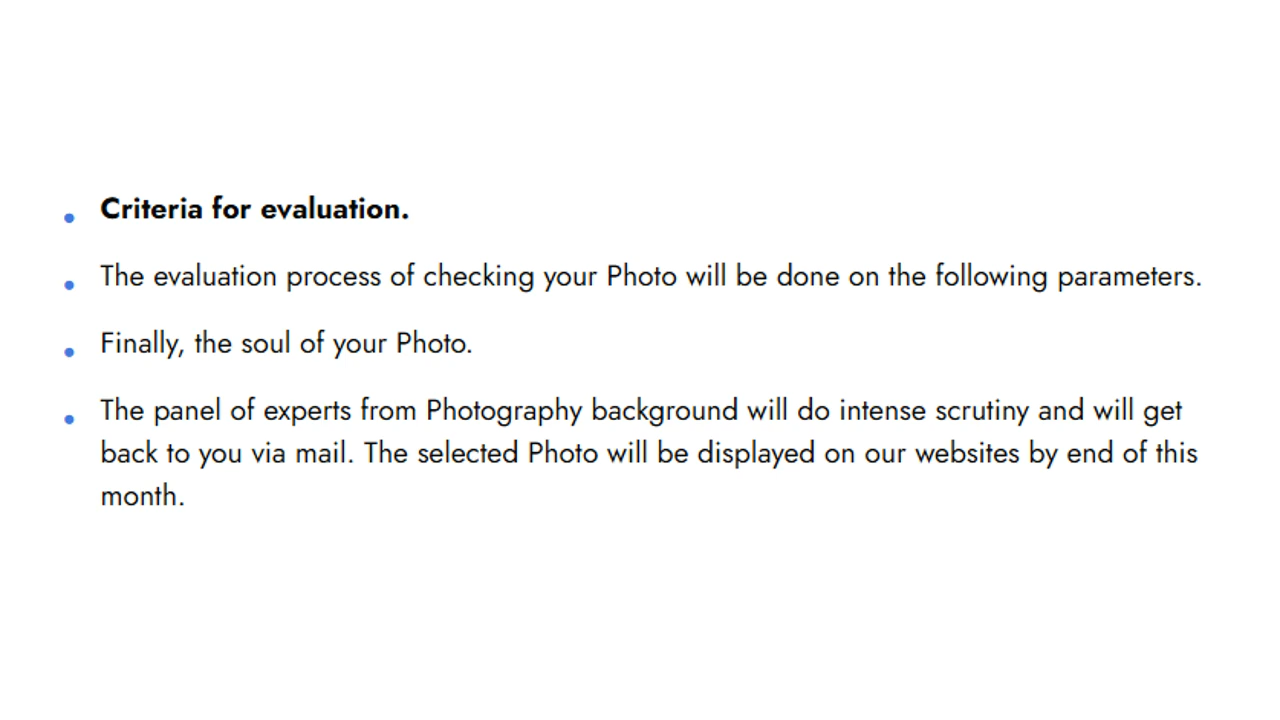 Criteria for evaluation.
The evaluation process of checking your Photo will be done on the following parameters.
Finally, the soul of your Photo.
The panel of experts from Photography background will do intense scrutiny and will get
back to you via mail. The selected Photo will be displayed on our websites by end of this
month.